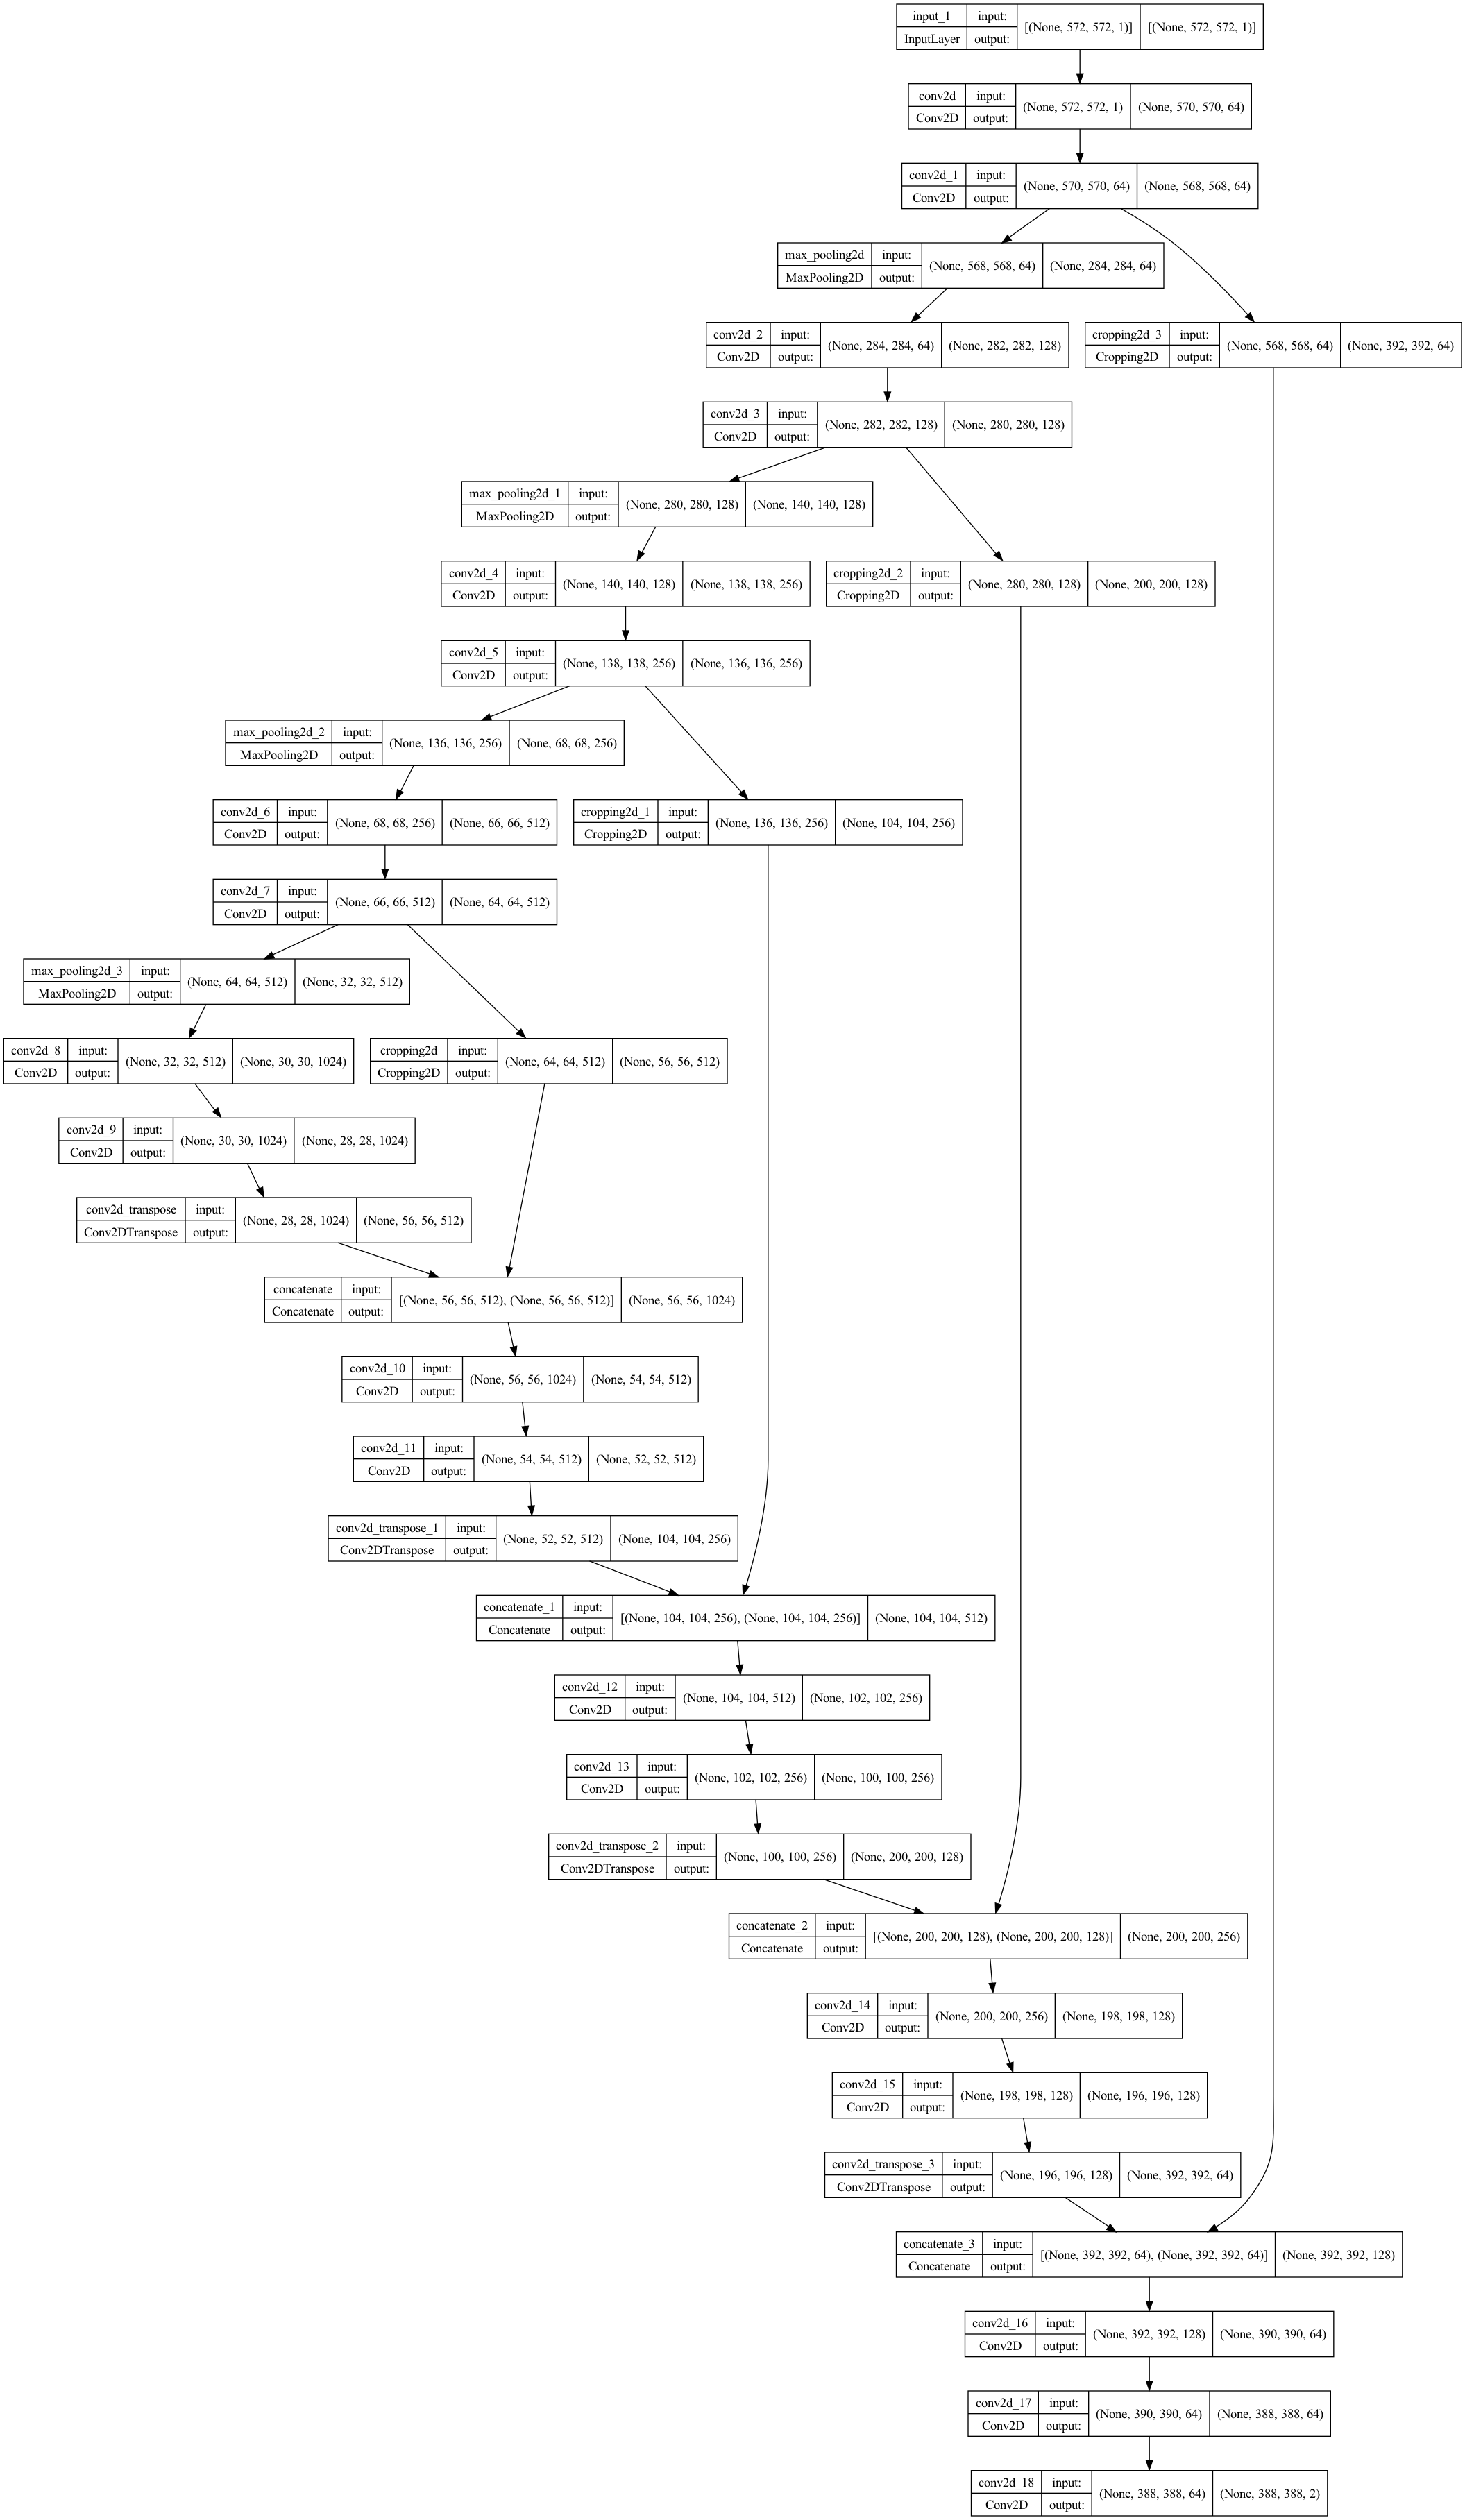 input_1 input: [(None, 572, 572, 1)] [(None, 572, 572, 1)]
InputLayer output:
conv2d input: (None, 572, 572, 1) (None, 570, 570, 64)
Conv2D output:
conv2d_1 input: (None, 570, 570, 64) (None, 568, 568, 64)
Conv2D output:
max_pooling2d input: (None, 568, 568, 64) (None, 284, 284, 64)
MaxPooling2D output:
conv2d_2 input: (None, 284, 284, 64) (None, 282, 282, 128)
Conv2D output:
cropping2d_3 input: (None, 568, 568, 64) (None, 392, 392, 64)
Cropping2D output:
conv2d_3 input: (None, 282, 282, 128) (None, 280, 280, 128)
Conv2D output:
max_pooling2d_1 input: (None, 280, 280, 128) (None, 140, 140, 128)
MaxPooling2D output:
conv2d_4 input: (None, 140, 140, 128) (None, 138, 138, 256)
Conv2D output:
cropping2d_2 input: (None, 280, 280, 128) (None, 200, 200, 128)
Cropping2D output:
conv2d_5 input: (None, 138, 138, 256) (None, 136, 136, 256)
Conv2D output:
max_pooling2d_2 input: (None, 136, 136, 256) (None, 68, 68, 256)
MaxPooling2D output:
conv2d_6 input: (None, 68, 68, 256) (None, 66, 66, 512)
Conv2D output:
cropping2d_1 input: (None, 136, 136, 256) (None, 104, 104, 256)
Cropping2D output:
conv2d_7 input: (None, 66, 66, 512) (None, 64, 64, 512)
Conv2D output:
max_pooling2d_3 input: (None, 64, 64, 512) (None, 32, 32, 512)
MaxPooling2D output:
conv2d_8 input: (None, 32, 32, 512) (None, 30, 30, 1024)
Conv2D output:
cropping2d input: (None, 64, 64, 512) (None, 56, 56, 512)
Cropping2D output:
conv2d_9 input: (None, 30, 30, 1024) (None, 28, 28, 1024)
Conv2D output:
conv2d_transpose input: (None, 28, 28, 1024) (None, 56, 56, 512)
Conv2DTranspose output:
concatenate input: [(None, 56, 56, 512), (None, 56, 56, 512)] (None, 56, 56, 1024)
Concatenate output:
conv2d_10 input: (None, 56, 56, 1024) (None, 54, 54, 512)
Conv2D output:
conv2d_11 input: (None, 54, 54, 512) (None, 52, 52, 512)
Conv2D output:
conv2d_transpose_1 input: (None, 52, 52, 512) (None, 104, 104, 256)
Conv2DTranspose output:
concatenate_1 input: [(None, 104, 104, 256), (None, 104, 104, 256)] (None, 104, 104, 512)
Concatenate output:
conv2d_12 input: (None, 104, 104, 512) (None, 102, 102, 256)
Conv2D output:
conv2d_13 input: (None, 102, 102, 256) (None, 100, 100, 256)
Conv2D output:
conv2d_transpose_2 input: (None, 100, 100, 256) (None, 200, 200, 128)
Conv2DTranspose output:
concatenate_2 input: [(None, 200, 200, 128), (None, 200, 200, 128)] (None, 200, 200, 256)
Concatenate output:
conv2d_14 input: (None, 200, 200, 256) (None, 198, 198, 128)
Conv2D output:
conv2d_15 input: (None, 198, 198, 128) (None, 196, 196, 128)
Conv2D output:
conv2d_transpose_3 input: (None, 196, 196, 128) (None, 392, 392, 64)
Conv2DTranspose output:
concatenate_3 input: [(None, 392, 392, 64), (None, 392, 392, 64)] (None, 392, 392, 128)
Concatenate output:
conv2d_16 input: (None, 392, 392, 128) (None, 390, 390, 64)
Conv2D output:
conv2d_17 input: (None, 390, 390, 64) (None, 388, 388, 64)
Conv2D output:
conv2d_18 input: (None, 388, 388, 64) (None, 388, 388, 2)
Conv2D output: